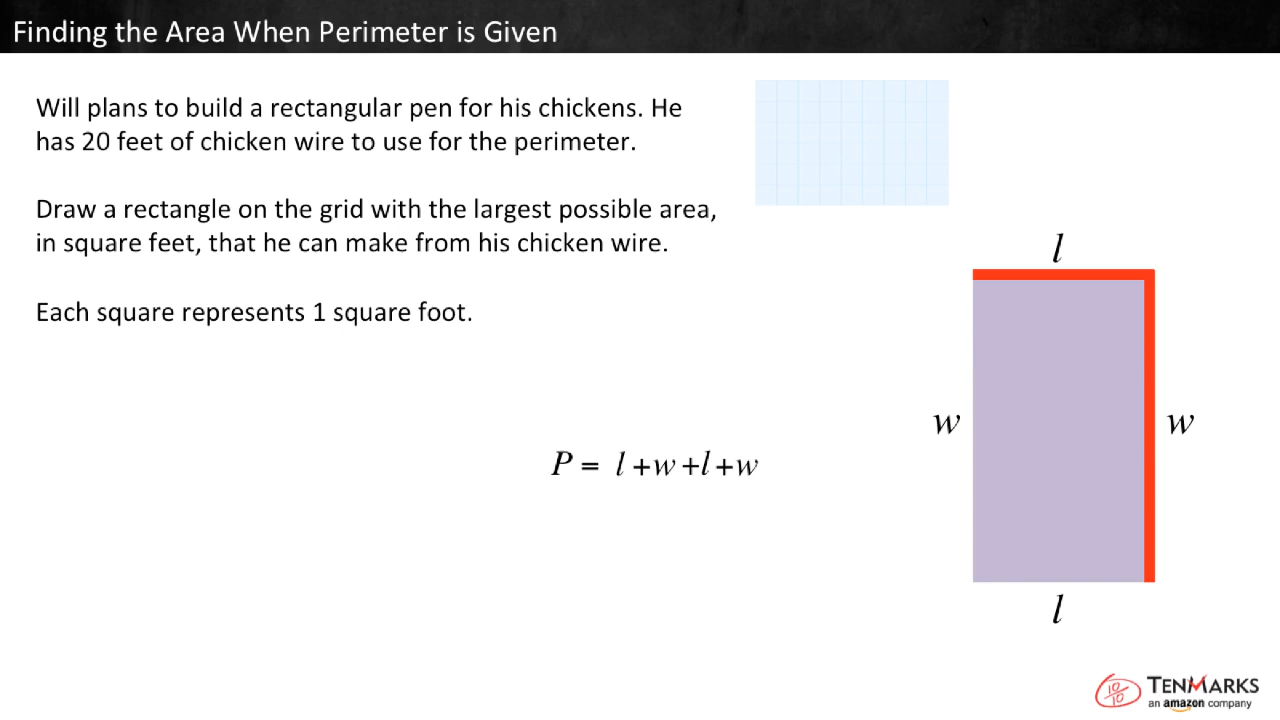 Finding the Area When Perimeter is Given
Will plans to build a rectangular pen for his chickens. He
has 20 feet of chicken wire to use for the perimeter.
Draw a rectangle on the grid with the largest possible area,
in square feet, that he can make from his chicken wire.
Each square represents 1 square foot.
l
w
w
P = l + w + l + w
l
10/10
TENMARKS
an amazon company